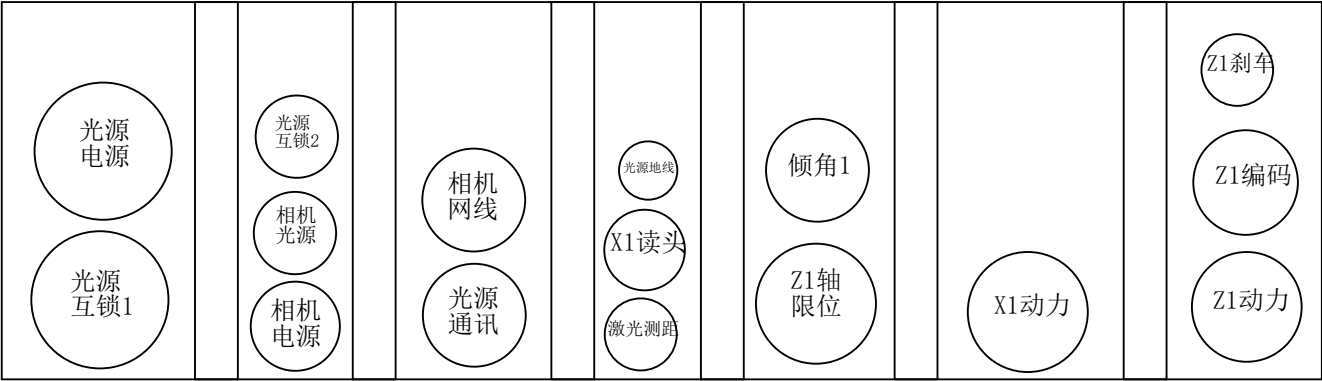 光源
电源
光源
互锁1
光源
互锁2
相机
光源
相机
电源
相机
网线
光源
通讯
光源地线
X1读头
激光测距
倾角1
Z1轴
限位
X1动力
Z1刹车
Z1编码
Z1动力